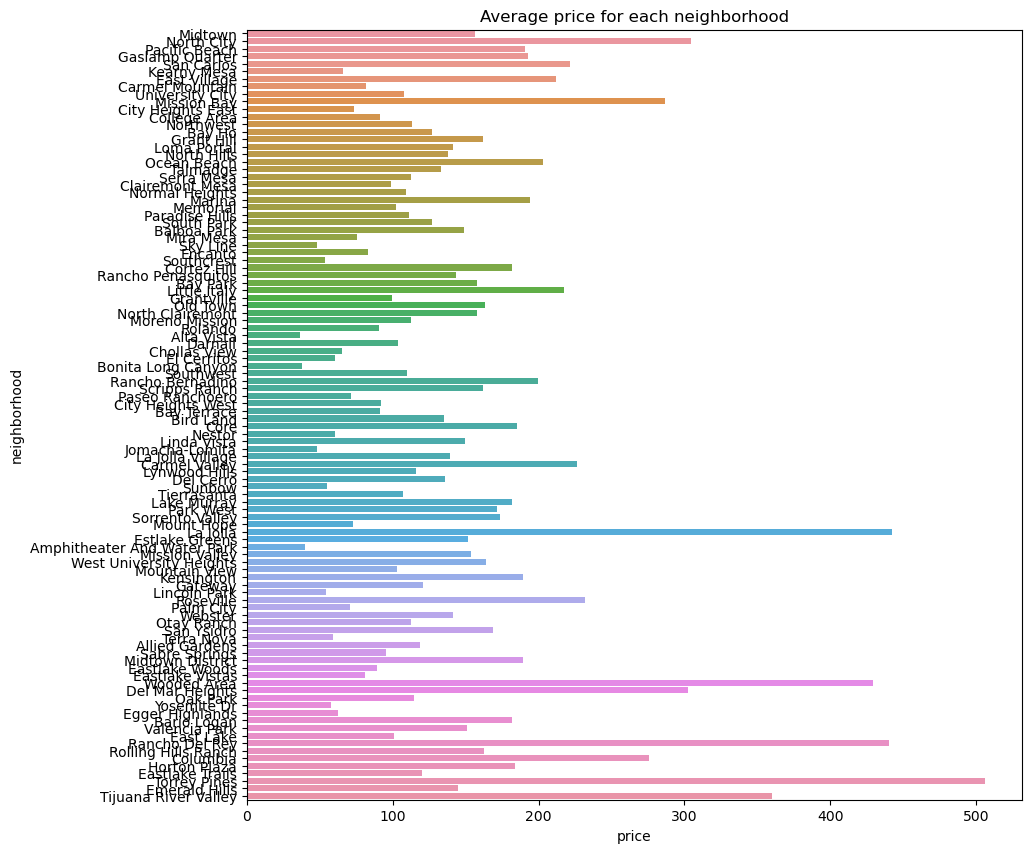 Average price for each neighborhood
Midtown
North City
Pacific Beach
Gaslamp Quarter
San Carlos
Kearny Mesa
East Village
Carmel Mountain
University City
Mission Bay
City Heights East
College Area
Northwest
Bay Ho
Grant Hill
Loma Portal
North Hills
Ocean Beach
Talmadge
Serra Mesa
Clairemont Mesa
Normal Heights
Marina
Memorial
Paradise Hills
South Park
Balboa Park
Mira Mesa
Sky Line
Encanto
Southcrest
Cortez Hill
Rancho Penasquitos
Bay Park
Little Italy
Grantville
Old Town
North Clairemont
Moreno Mission
Rolando
Alta Vista
Darnall
Chollas View
El Cerritos
Bonita Long Canyon
Southwest
Rancho Bernadino
Scripps Ranch
Paseo Ranchoero
City Heights West
Bay Terrace
Bird Land
Core
Nestor
Linda Vista
Jomacha-Lomita
La Jolla Village
Carmel Valley
Lynwood Hills
Del Cerro
Sunbow
Tierrasanta
Lake Murray
Park West
Sorrento Valley
Mount Hope
La Jolla
Estlake Greens
Amphitheater And Water Park
Mission Valley
West University Heights
Mountain View
Kensington
Gateway
Lincoln Park
Roseville
Palm City
Webster
Otay Ranch
San Ysidro
Terra Nova
Allied Gardens
Sabre Springs
Midtown District
Eastlake Woods
Eastlake Vistas
Wooded Area
Del Mar Heights
Oak Park
Yosemite Dr
Egger Highlands
Bario Logan
Valencia Park
East Lake
Rancho Del Rey
Rolling Hills Ranch
Columbia
Horton Plaza
Eastlake Trails
Torrey Pines
Emerald Hills
Tijuana River Valley
neighborhood
0 100 200 300 400 500
price